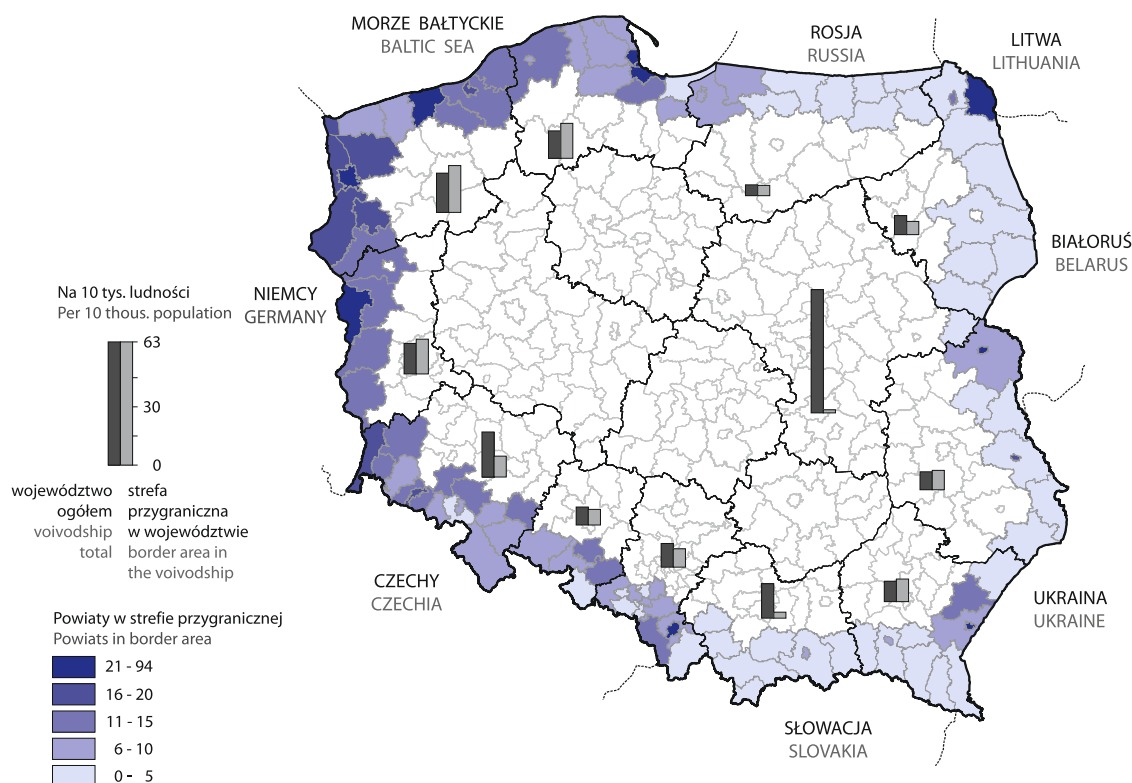 MORZE BAŁTYCKIE
BALTIC SEA
ROSJA
RUSSIA
LITWA
LITHUANIA
BIAŁORUŚ
BELARUS
NIEMCY
GERMANY
Na 10 tys. ludności
Per 10 thous. population
63
30
0
województwo
ogółem
voivodship
total
strefa
przygraniczna
w województwie
border area in
the voivodship
CZECHY
CZECHIA
UKRAINA
UKRAINE
SŁOWACJA
SLOVAKIA
Powiaty w strefie przygranicznej
Powiats in border area
21 - 94
16 - 20
11 - 15
6 - 10
0 - 5